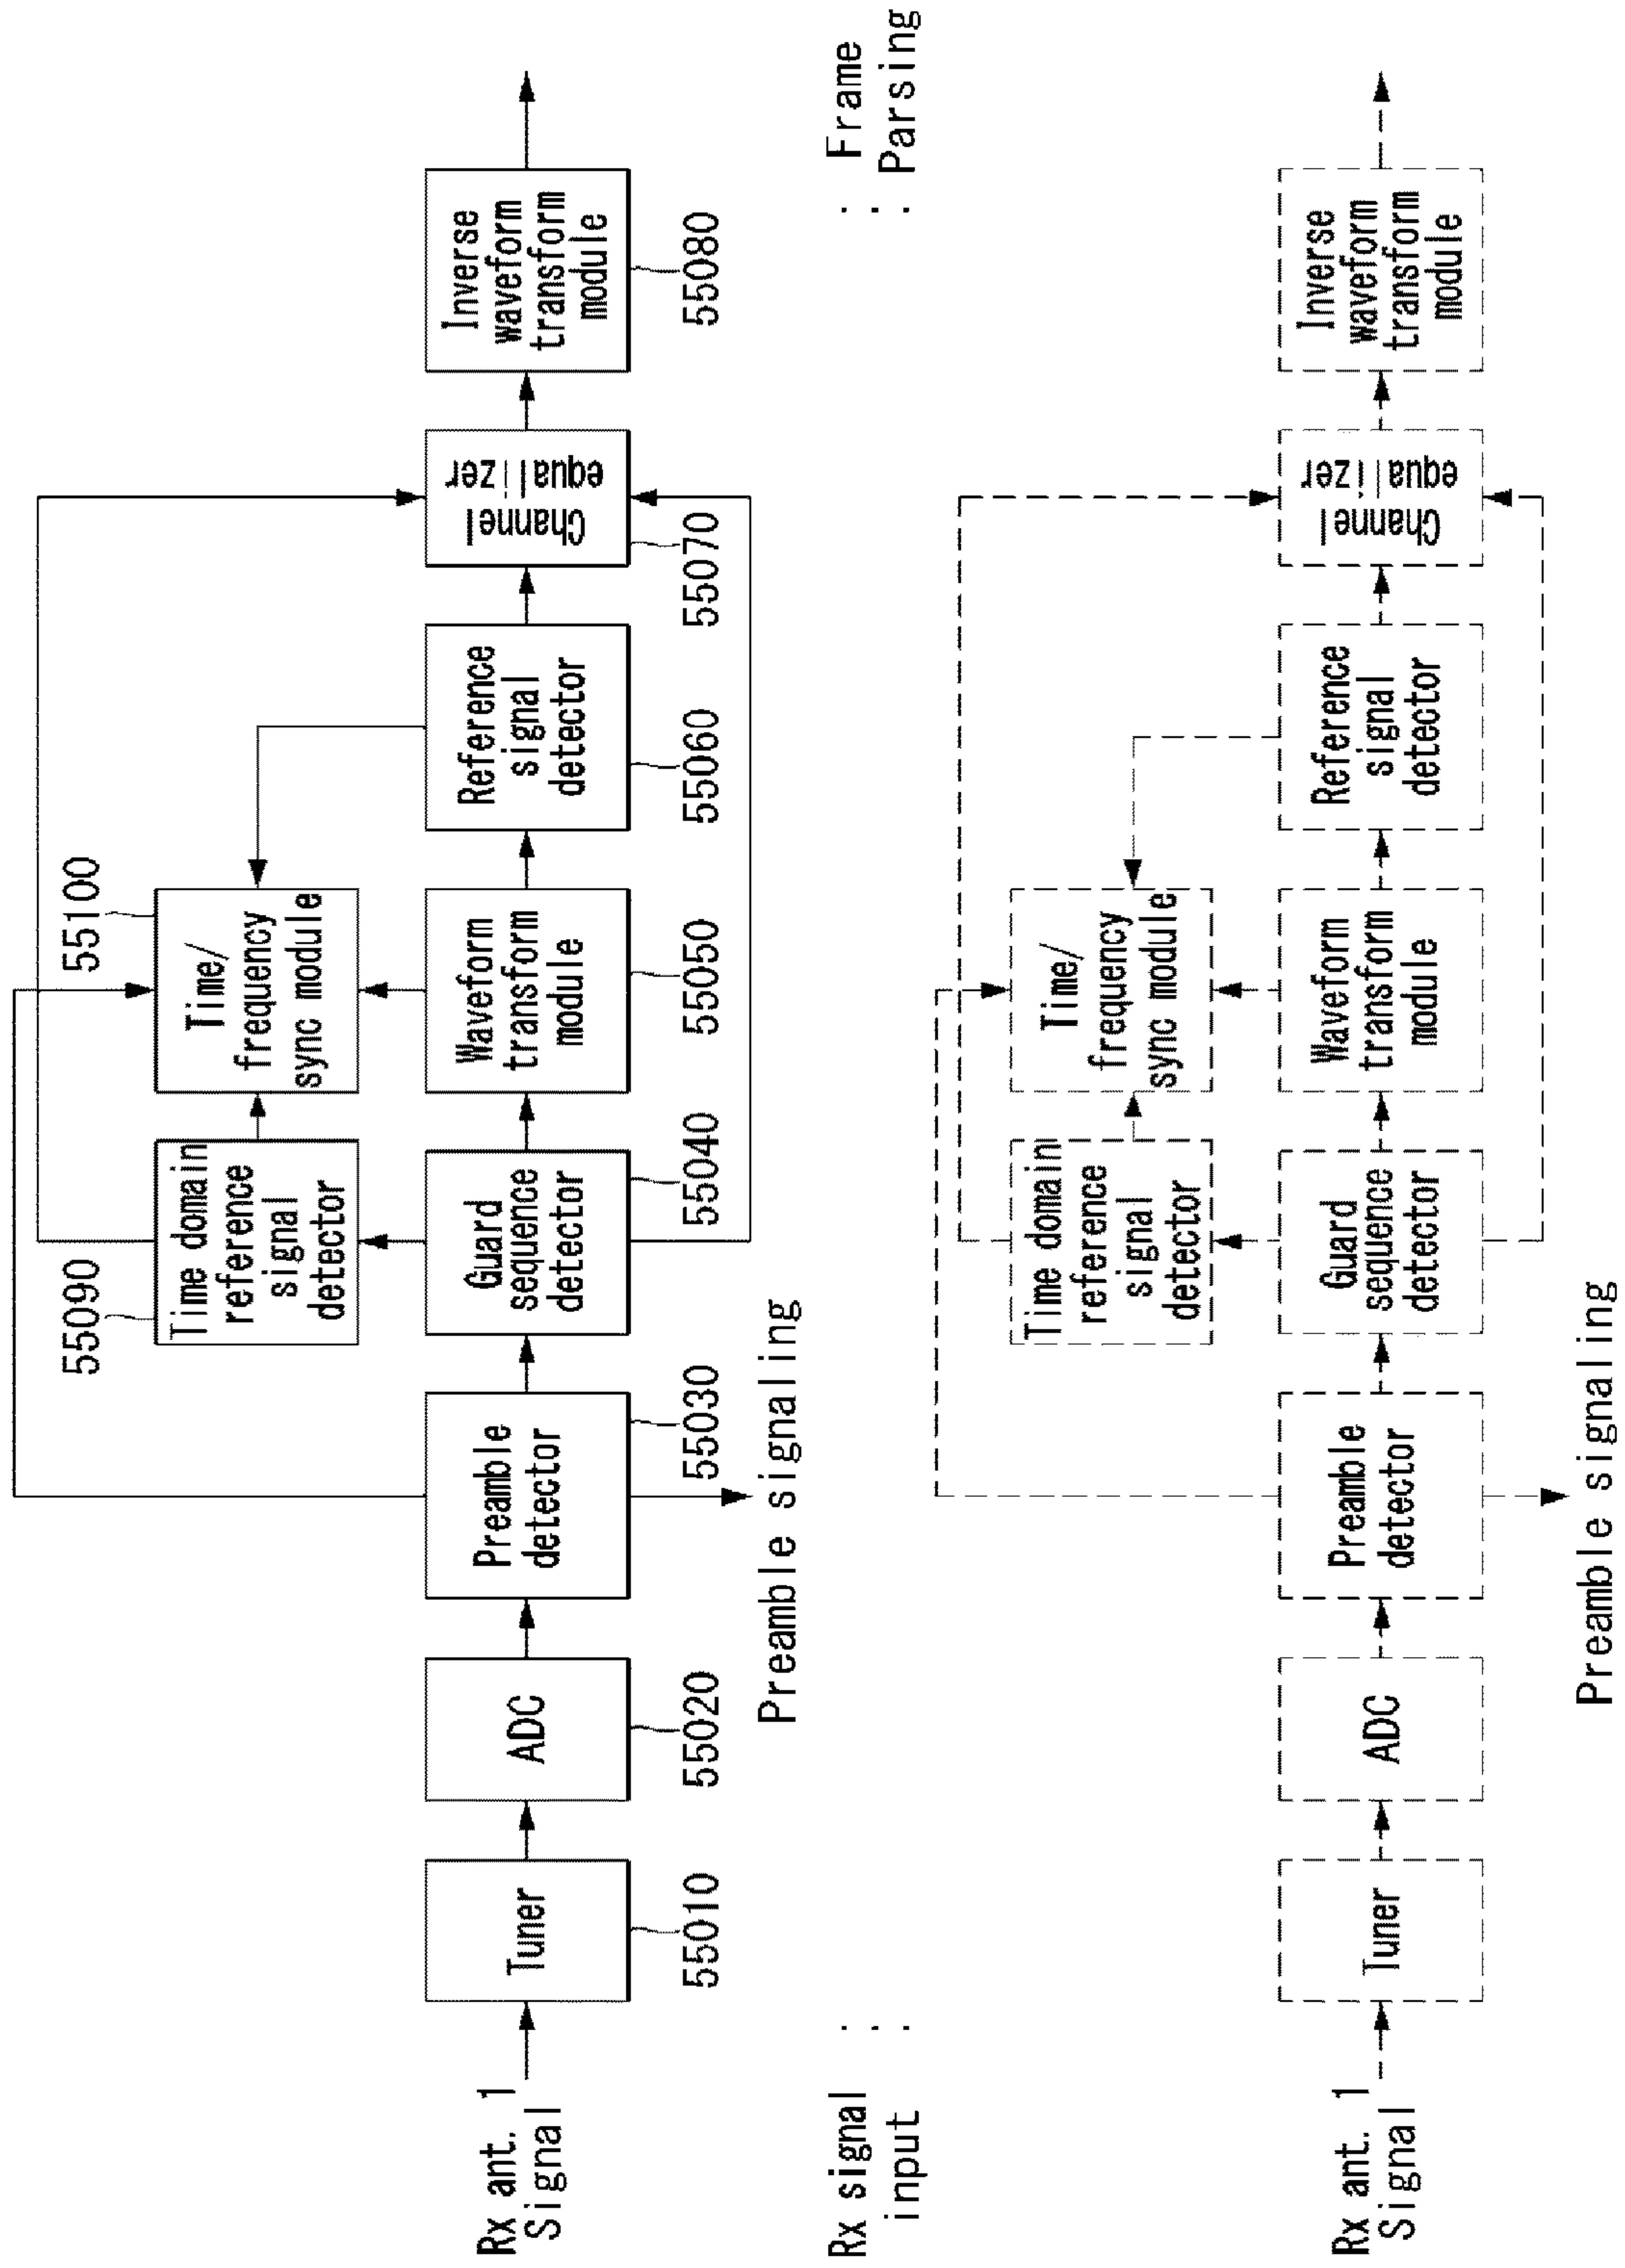 55100
55090
Time domain
reference
signal
detector
Time/
frequency
sync module
Rx ant. 1
Signal
Tuner
ADC
Preamble
detector
Guard
sequence
detector
Waveform
transform
module
Reference
signal
detector
Channel
equalizer
Inverse
waveform
transform
module
55010
55020
55030
55040
55050
55060
55070
55080
Preamble signaling
Rx signal
input
Frame
Parsing
Time domain
reference
signal
detector
Time/
frequency
sync module
Rx ant. 1
Signal
Tuner
ADC
Preamble
detector
Guard
sequence
detector
Waveform
transform
module
Reference
signal
detector
Channel
equalizer
Inverse
waveform
transform
module
Preamble signaling